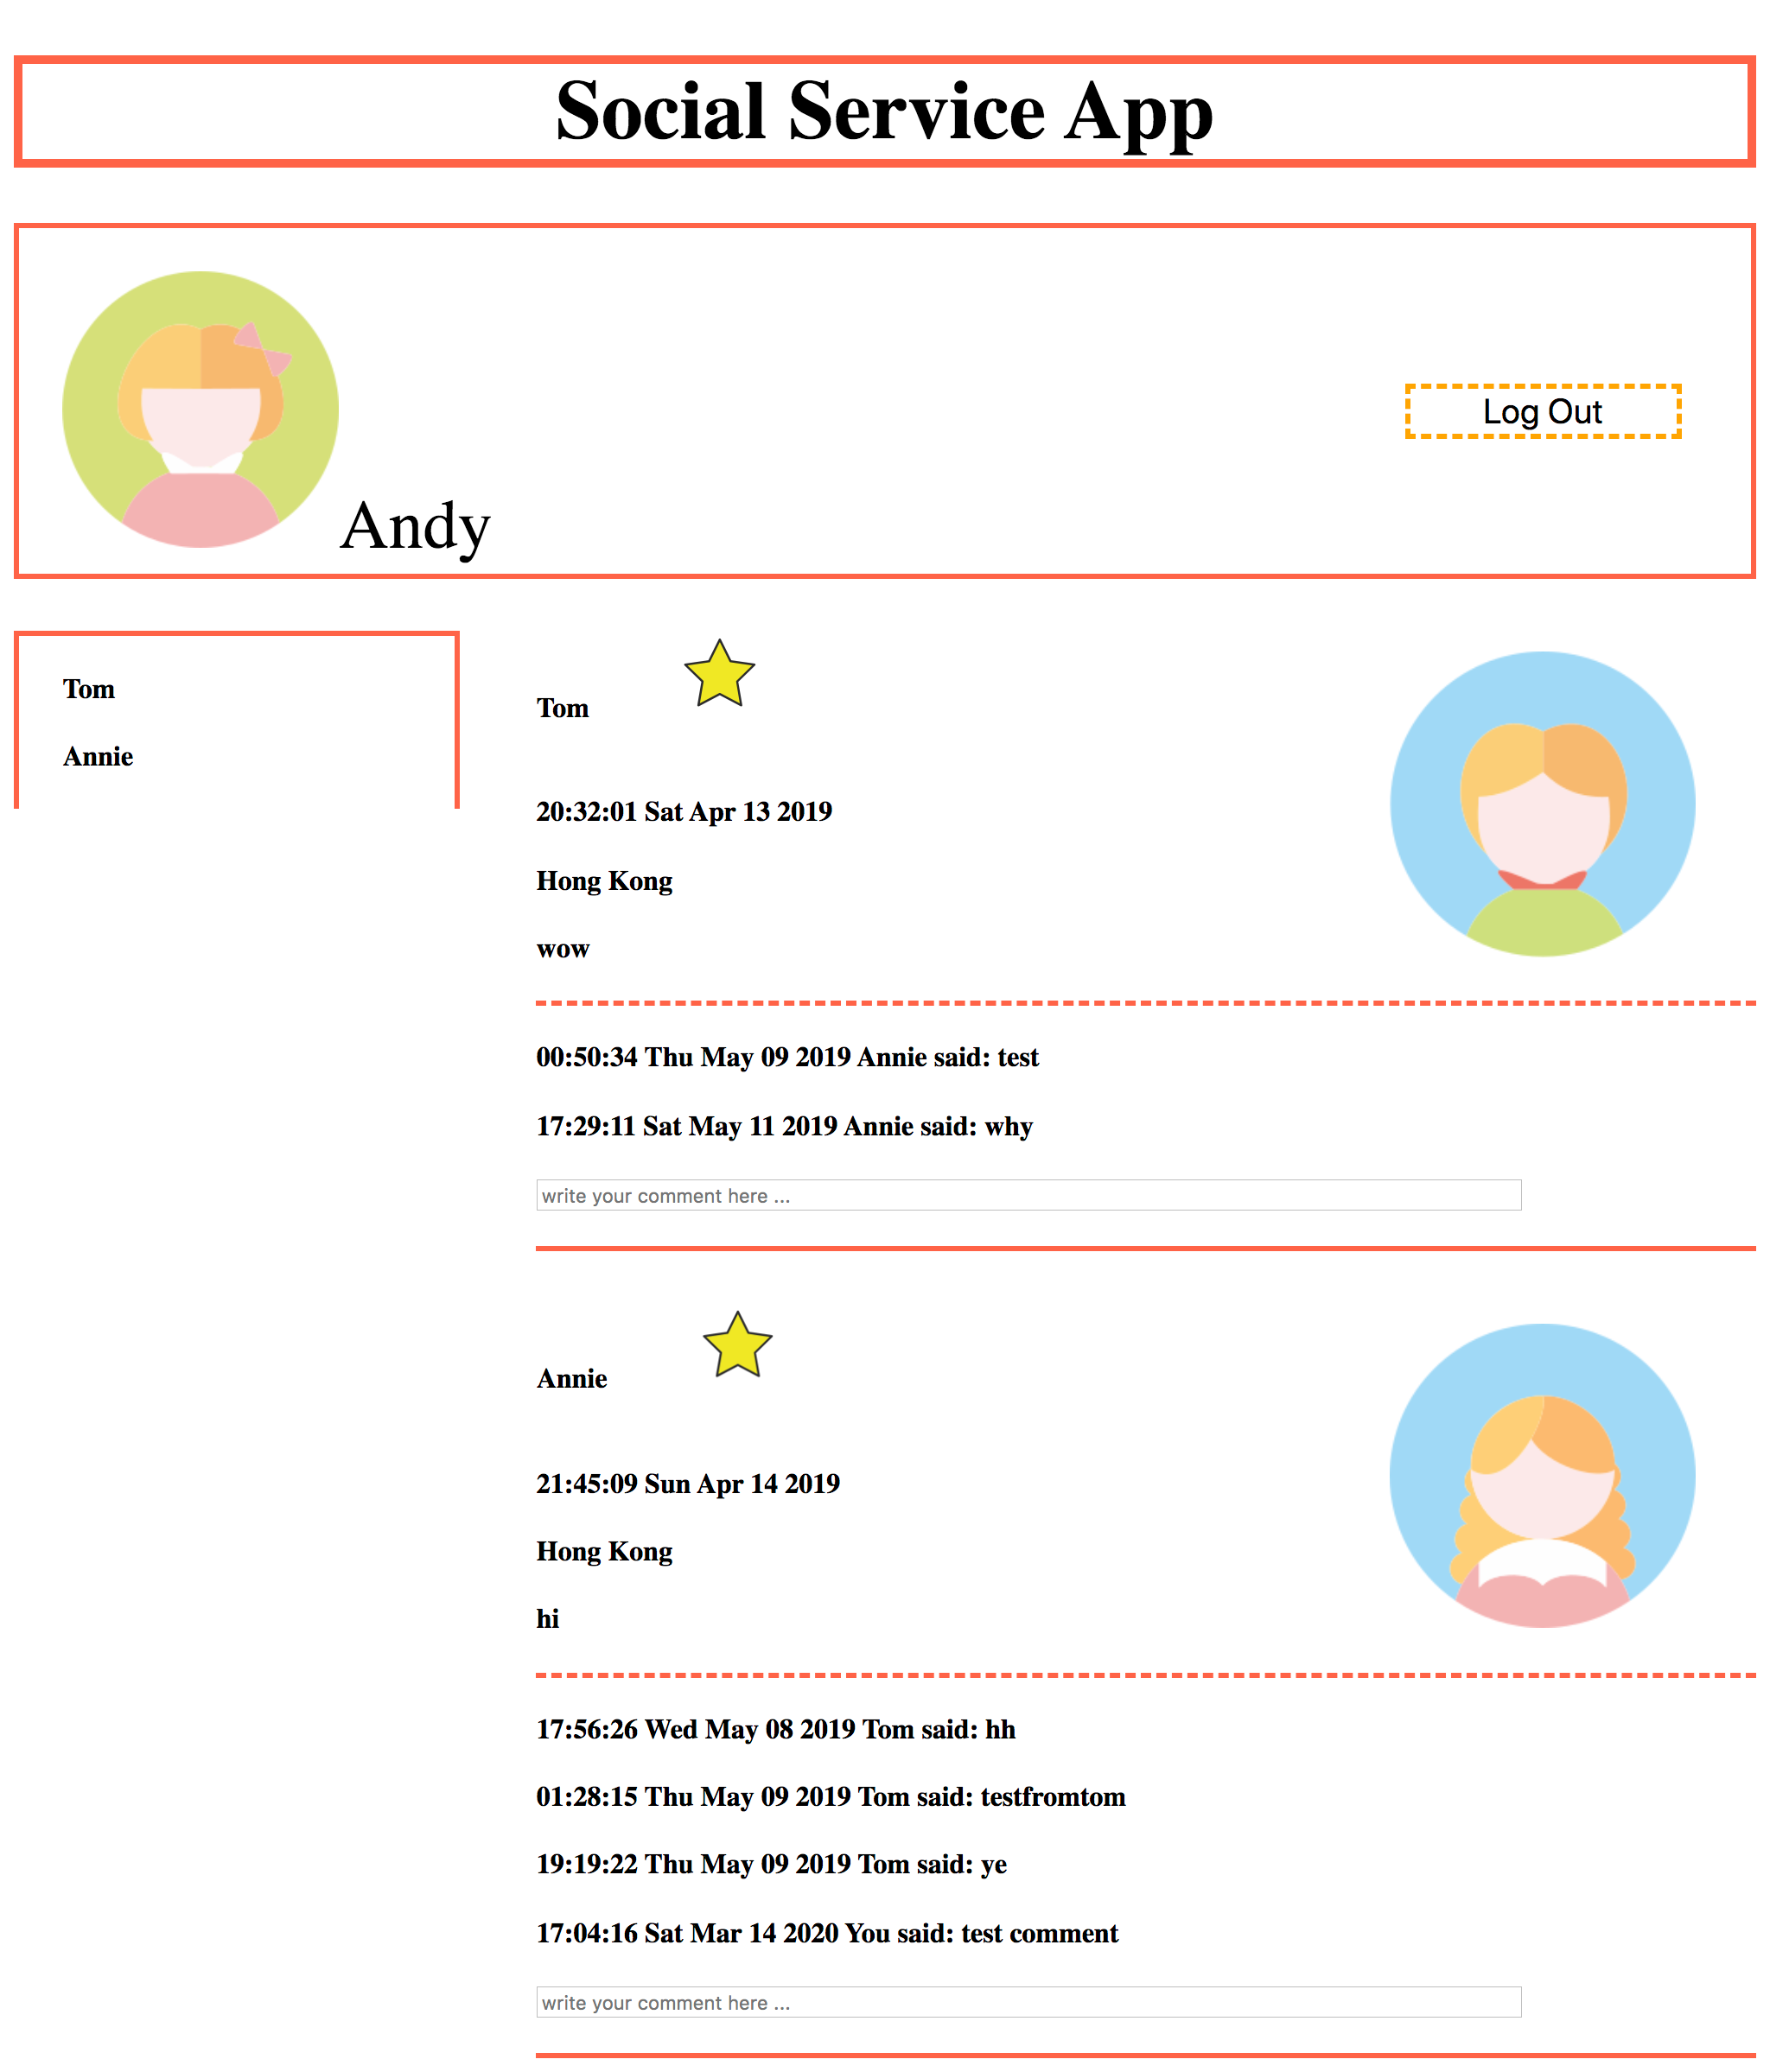 Social Service App
Andy
Log Out
Tom
Annie
Tom
20:32:01 Sat Apr 13 2019
Hong Kong
wow
00:50:34 Thu May 09 2019 Annie said: test
17:29:11 Sat May 11 2019 Annie said: why
write your comment here ...
Annie
21:45:09 Sun Apr 14 2019
Hong Kong
hi
17:56:26 Wed May 08 2019 Tom said: hh
01:28:15 Thu May 09 2019 Tom said: testfromtom
19:19:22 Thu May 09 2019 Tom said: ye
17:04:16 Sat Mar 14 2020 You said: test comment
write your comment here ...